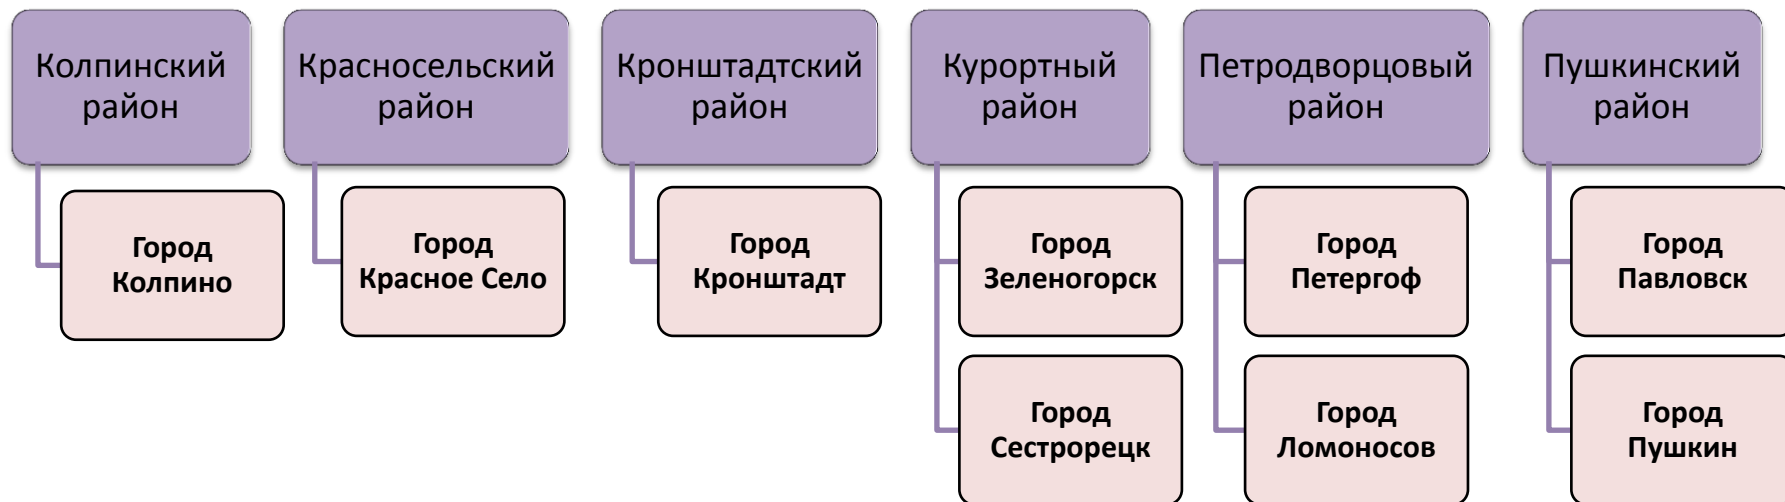 Колпинский
район
Красносельский
район
Кронштадтский
район
Курортный
район
Петродворцовый
район
Пушкинский
район
Город
Колпино
Город
Красное Село
Город
Кронштадт
Город
Зеленогорск
Город
Петергоф
Город
Павловск
Город
Сестрорецк
Город
Ломоносов
Город
Пушкин